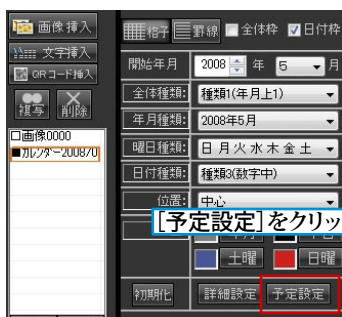 画像挿入
文字挿入
QRコード挿入
複写 削除
□画像0000
■カレンダー200870
格子 罫線 全体枠 日付枠
開始年月 2008 年 5 月
全体種類: 種類1(年月上1)
年月種類: 2008年5月
曜日種類: 日 月 火 水 木 金 土
日付種類: 種類3(数字中)
位置: 中心
[予定設定]をクリッ
土曜 日曜
初期化 詳細設定 予定設定